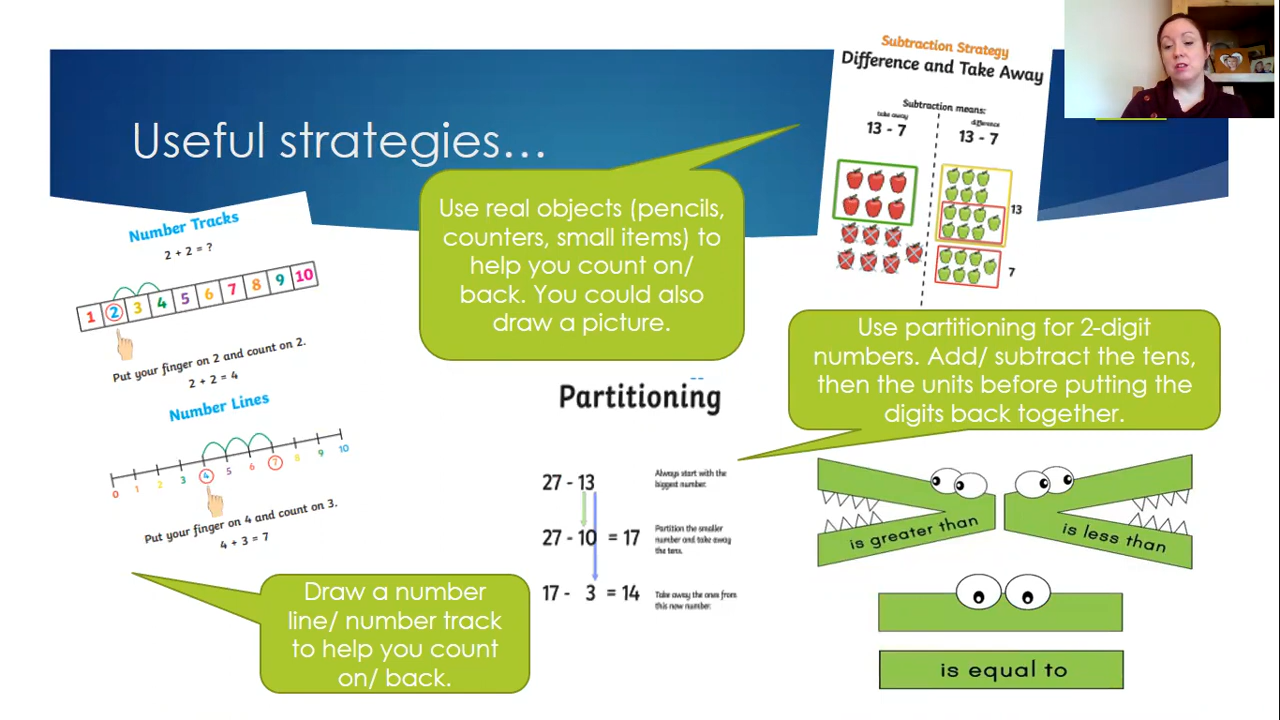 Useful strategies…
Number Tracks
2 + 2 = ?
1 2 3 4 5 6 7 8 9 10
Put your finger on 2 and count on 2.
2 + 2 = 4
Number Lines
0 1 2 3 4 5 6 7 8 9 10
Put your finger on 4 and count on 3.
4 + 3 = 7
Draw a number
line/ number track
to help you count
on/ back.
Use real objects (pencils,
counters, small items) to
help you count on/
back. You could also
draw a picture.
Subtraction Strategy
Difference and Take Away
Subtraction means:
take away
13 - 7
difference
13 - 7
13
7
Use partitioning for 2-digit
numbers. Add/ subtract the tens,
then the units before putting the
digits back together.
Partitioning
27 - 13
Always start with the
biggest number.
27 - 10 = 17
Partition the smaller
number and take away
the tens.
17 - 3 = 14
Take away the ones from
this new number.
is greater than
is less than
is equal to